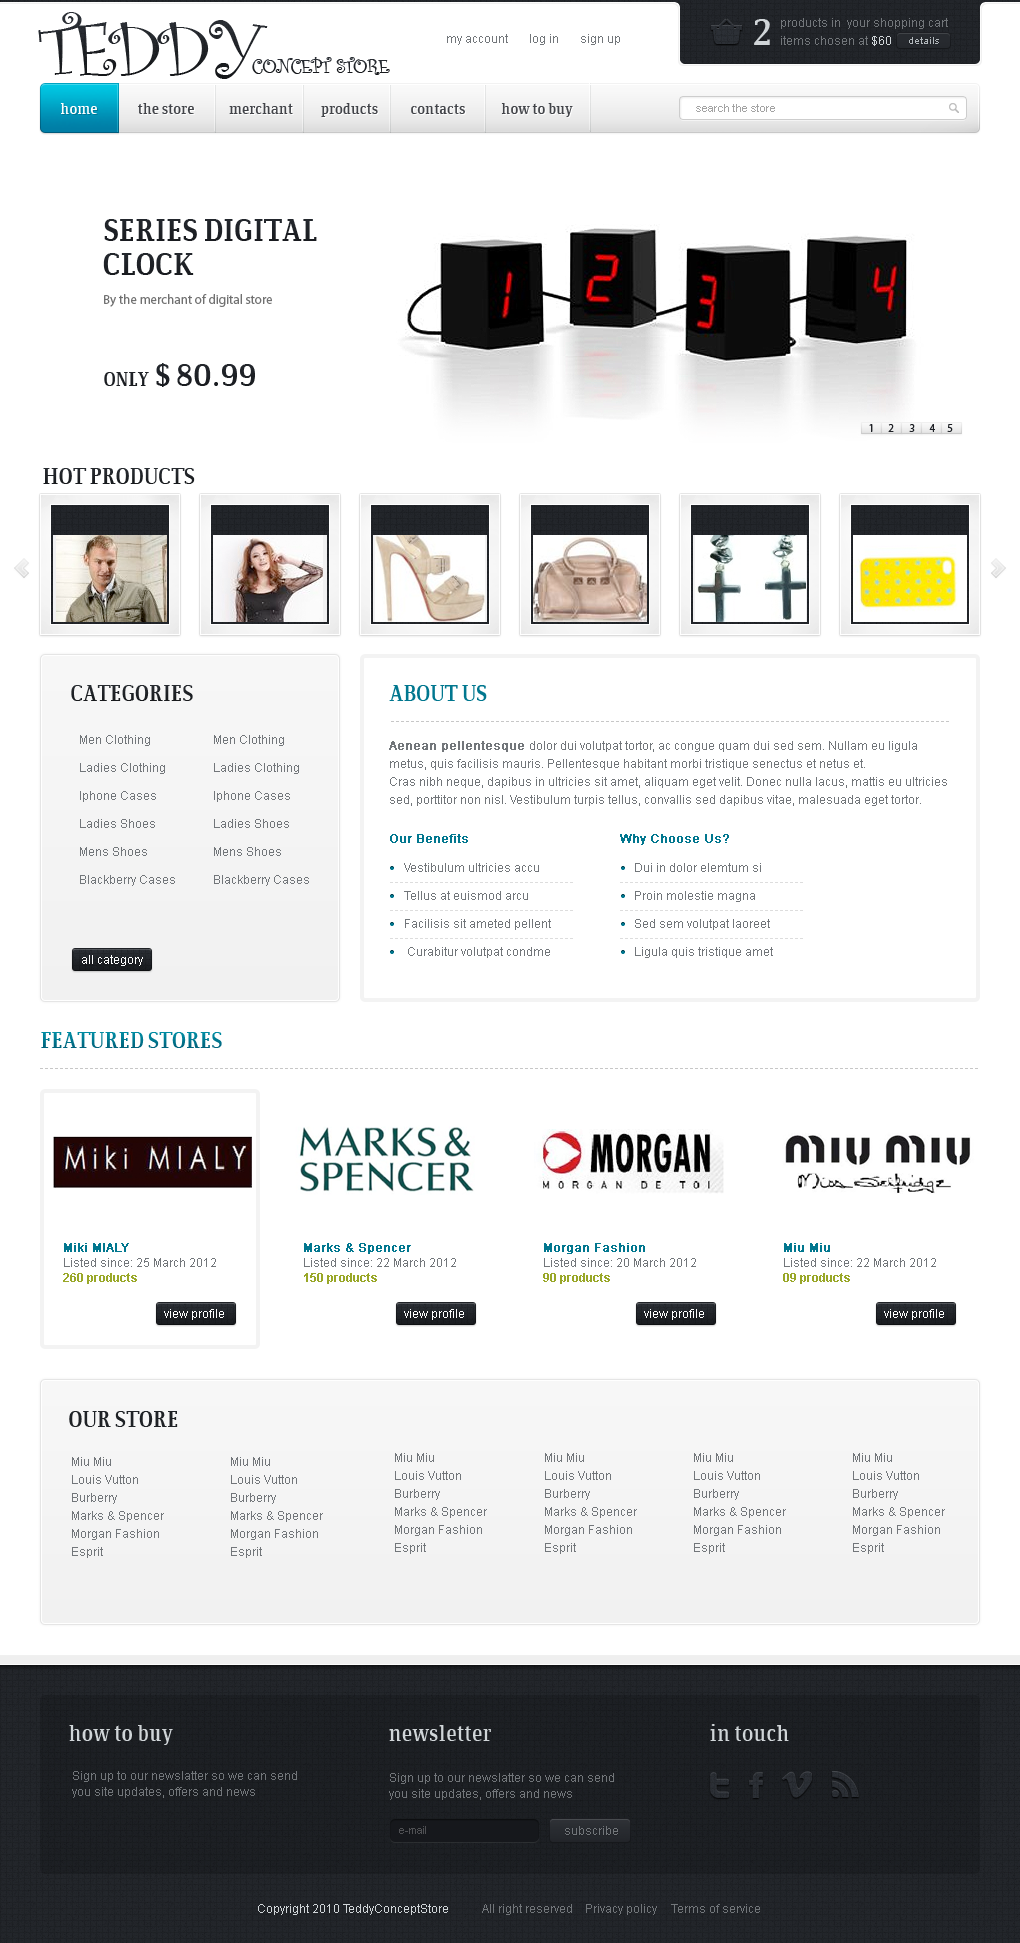 TEDDY CONCEPT STORE
my account log in sign up
2 products in your shopping cart
items chosen at $60 details
home the store merchant products contacts how to buy
search the store
SERIES DIGITAL
CLOCK
By the merchant of digital store
ONLY $ 80.99
1 2 3 4
1 2 3 4 5
HOT PRODUCTS
CATEGORIES
Men Clothing Men Clothing
Ladies Clothing Ladies Clothing
Iphone Cases Iphone Cases
Ladies Shoes Ladies Shoes
Mens Shoes Mens Shoes
Blackberry Cases Blackberry Cases
all category
ABOUT US
Aenean pellentesque dolor dui volutpat tortor, ac congue quam dui sed sem. Nullam eu ligula
metus, quis facilisis mauris. Pellentesque habitant morbi tristique senectus et netus et.
Cras nibh neque, dapibus in ultricies sit amet, aliquam eget velit. Donec nulla lacus, mattis eu ultricies
sed, porttitor non nisl. Vestibulum turpis tellus, convallis sed dapibus vitae, malesuada eget tortor.
Our Benefits
• Vestibulum ultricies accu
• Tellus at euismod arcu
• Facilisis sit ameted pellent
• Curabitur volutpat condme
Why Choose Us?
• Dui in dolor elemtum si
• Proin molestie magna
• Sed sem volutpat laoreet
• Ligula quis tristique amet
FEATURED STORES
Miki MIALY
Miki MIALY
Listed since: 25 March 2012
260 products
view profile
MARKS &
SPENCER
Marks & Spencer
Listed since: 22 March 2012
150 products
view profile
MORGAN
MORGAN DE TOI
Morgan Fashion
Listed since: 20 March 2012
90 products
view profile
MIU MIU
Miss Selfridge
Miu Miu
Listed since: 22 March 2012
09 products
view profile
OUR STORE
Miu Miu
Louis Vutton
Burberry
Marks & Spencer
Morgan Fashion
Esprit
Miu Miu
Louis Vutton
Burberry
Marks & Spencer
Morgan Fashion
Esprit
Miu Miu
Louis Vutton
Burberry
Marks & Spencer
Morgan Fashion
Esprit
Miu Miu
Louis Vutton
Burberry
Marks & Spencer
Morgan Fashion
Esprit
Miu Miu
Louis Vutton
Burberry
Marks & Spencer
Morgan Fashion
Esprit
Miu Miu
Louis Vutton
Burberry
Marks & Spencer
Morgan Fashion
Esprit
how to buy
Sign up to our newslatter so we can send
you site updates, offers and news
newsletter
Sign up to our newslatter so we can send
you site updates, offers and news
e-mail subscribe
in touch
Copyright 2010 TeddyConceptStore All right reserved Privacy policy Terms of service